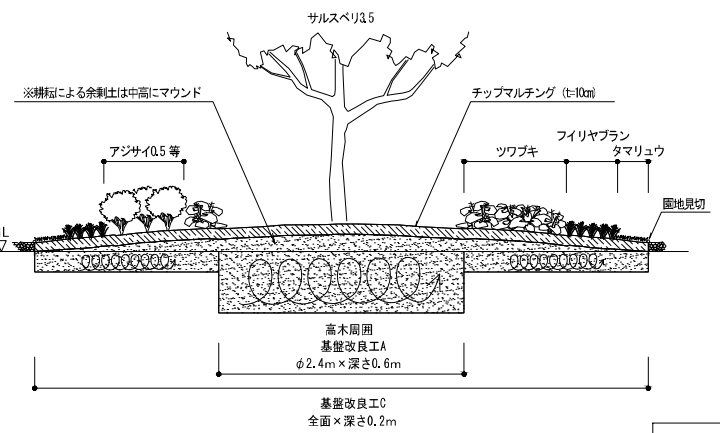 サルスベリ3.5
※耕耘による余剰土は中高にマウンド
チップマルチング (t=10cm)
フイリヤブラン
アジサイ0.5 等
ツワブキ
タマリュウ
園地見切
高木周囲
基盤改良工A
φ2.4m×深さ0.6m
基盤改良工C
全面×深さ0.2m